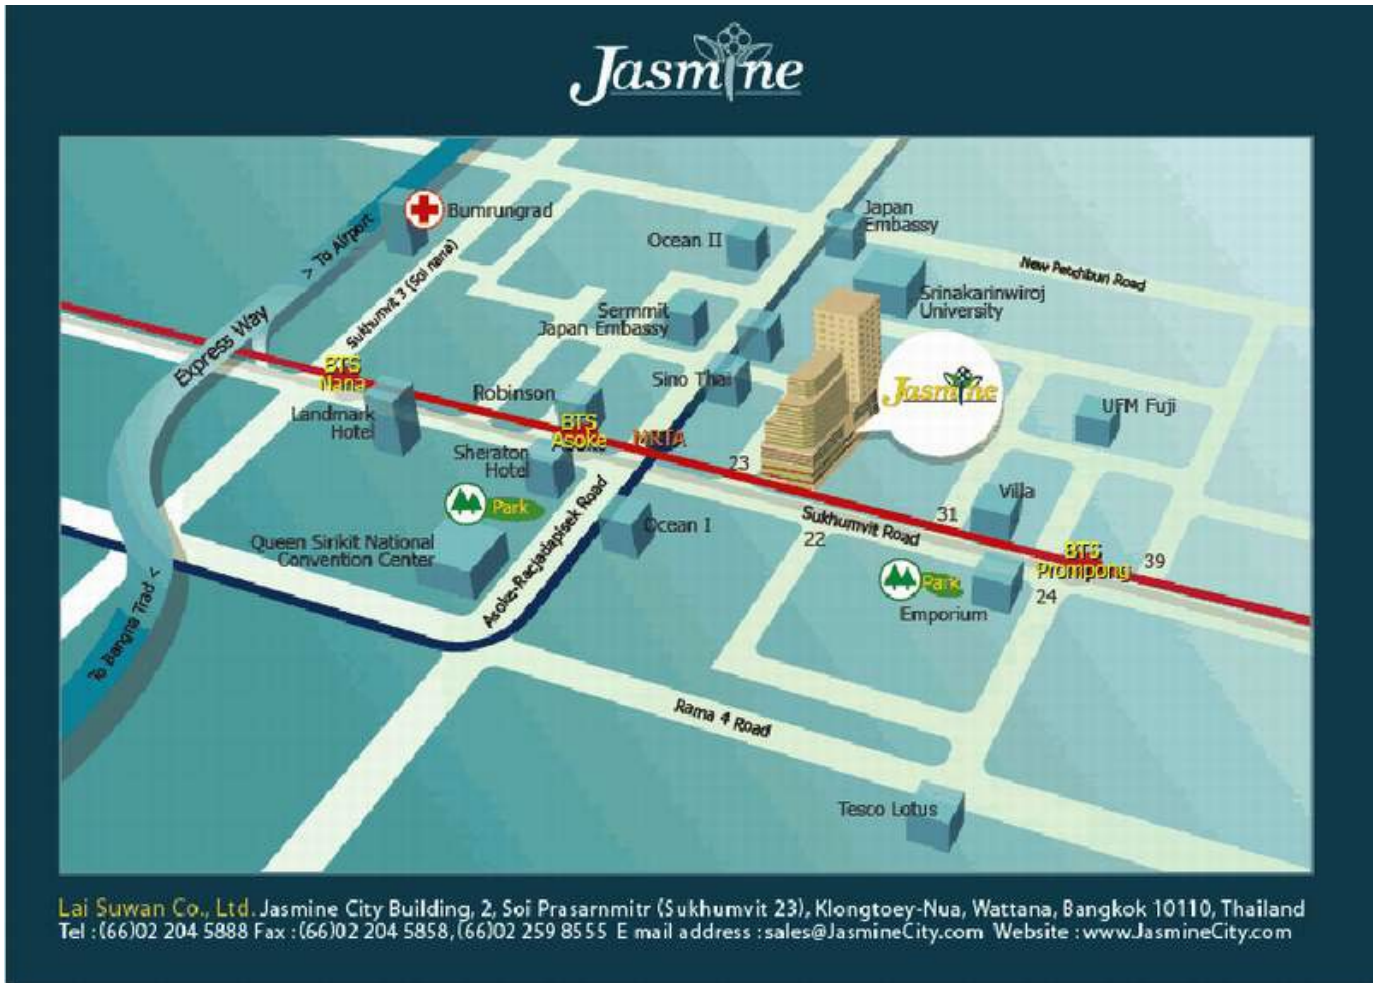 Jasmine
Bumrungrad
> To Airport
Sukhumvit 3 (Soi nana)
Express Way
Ocean II
Japan
Embassy
New Petchburi Road
Srinakarinwiroj
University
Sermmit
Japan Embassy
Sino Thai
Jasmine
UFM Fuji
BTS
Nana
Landmark
Hotel
Robinson
BTS
Asoke
MRTA
Sheraton
Hotel
Park
23
Sukhumvit Road
22
31
Villa
Ocean I
Asoke-Racjadapisek Road
Queen Sirikit National
Convention Center
BTS
Prompong
39
24
Park
Emporium
To Bangna Trad <
Rama 4 Road
Tesco Lotus
Lai Suwan Co., Ltd. Jasmine City Building, 2, Soi Prasarnmitr (Sukhumvit 23), Klongtoey-Nua, Wattana, Bangkok 10110, Thailand
Tel : (66)02 204 5888 Fax : (66)02 204 5858, (66)02 259 8555 E mail address : sales@JasmineCity.com Website : www.JasmineCity.com